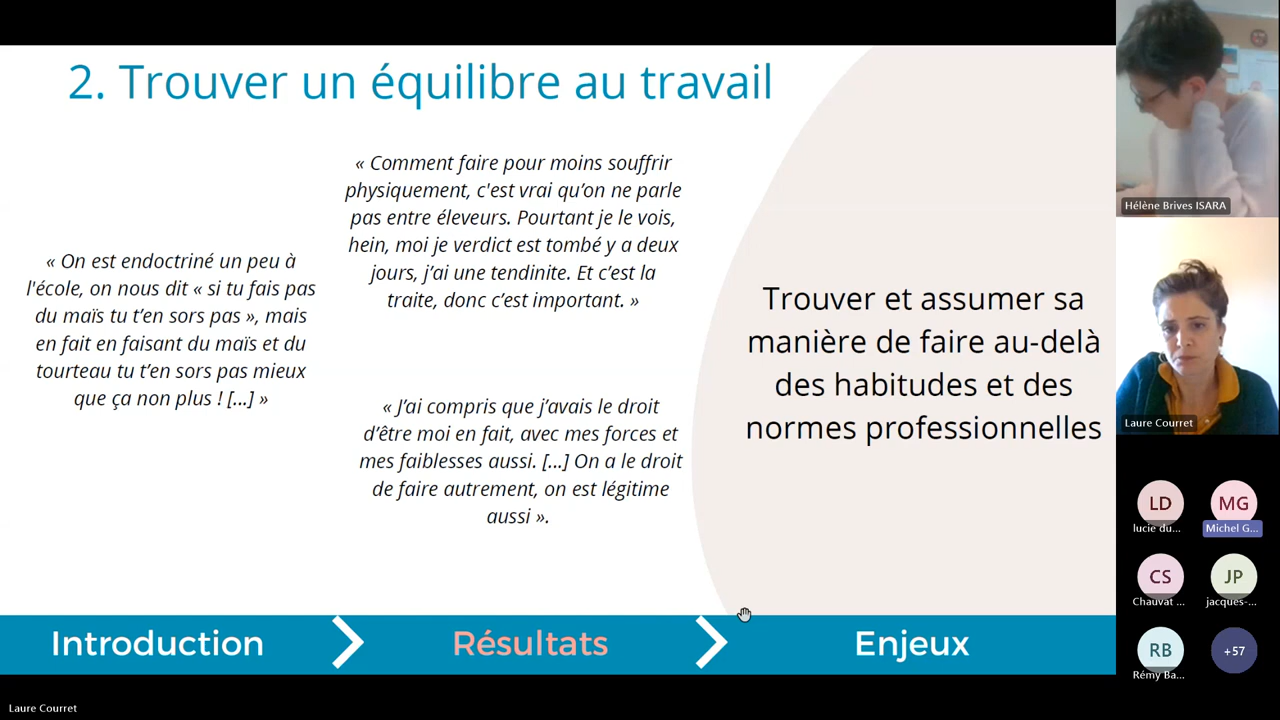 2. Trouver un équilibre au travail
« Comment faire pour moins souffrir
physiquement, c'est vrai qu'on ne parle
pas entre éleveurs. Pourtant je le vois,
hein, moi je verdict est tombé y a deux
jours, j'ai une tendinite. Et c'est la
traite, donc c'est important. »
« On est endoctriné un peu à
l'école, on nous dit « si tu fais pas
du maïs tu t'en sors pas », mais
en fait en faisant du maïs et du
tourteau tu t'en sors pas mieux
que ça non plus ! [...] »
« J'ai compris que j'avais le droit
d'être moi en fait, avec mes forces et
mes faiblesses aussi. [...] On a le droit
de faire autrement, on est légitime
aussi ».
Trouver et assumer sa
manière de faire au-delà
des habitudes et des
normes professionnelles
Introduction
Résultats
Enjeux
Hélène Brives ISARA
Laure Courret
LD
lucie du...
MG
Michel G...
CS
Chauvat ...
JP
jacques-...
RB
Rémy Ba...
+57
Laure Courret